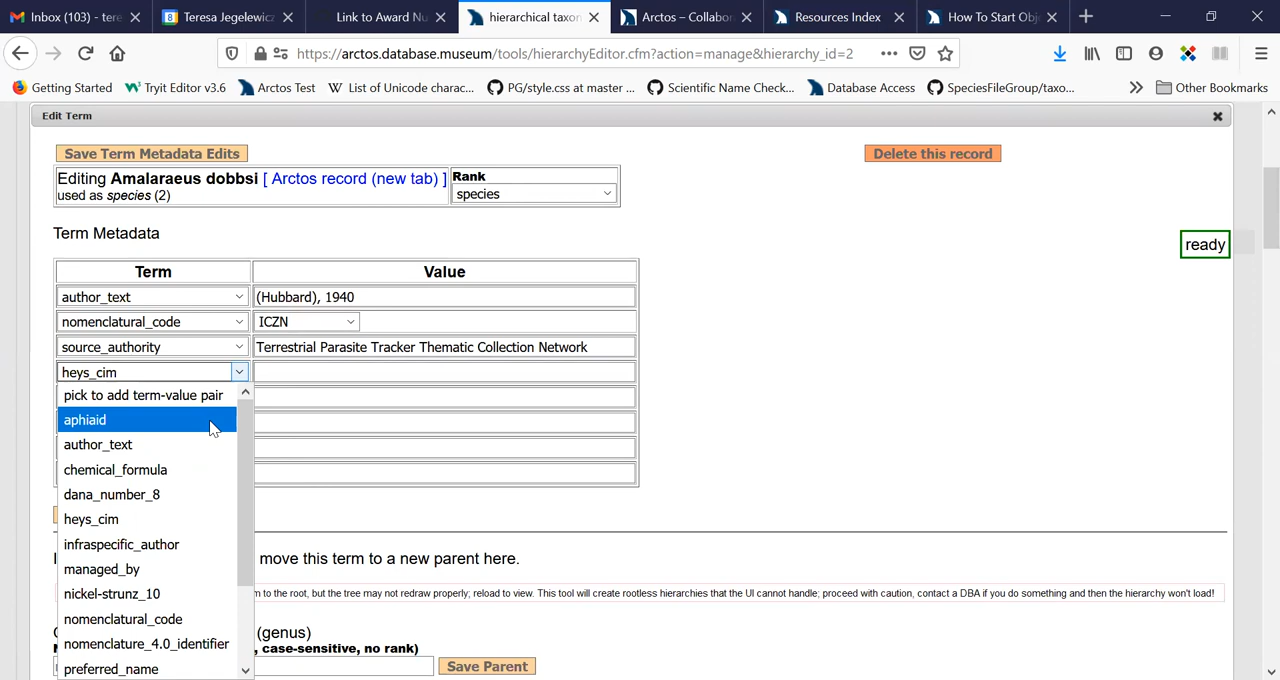 Inbox (103) - tere
Teresa Jegelewicz
Link to Award Nu
hierarchical taxon
Arctos – Collabor
Resources Index
How To Start Obj
https://arctos.database.museum/tools/hierarchyEditor.cfm?action=manage&hierarchy_id=2
Getting Started
Tryit Editor v3.6
Arctos Test
List of Unicode charac...
PG/style.css at master ...
Scientific Name Check...
Database Access
SpeciesFileGroup/taxo...
Other Bookmarks
Edit Term
Save Term Metadata Edits
Delete this record
Editing Amalaraeus dobbsi [ Arctos record (new tab) ]
used as species (2)
Rank
species
ready
Term Metadata
Term Value
author_text (Hubbard), 1940
nomenclatural_code ICZN
source_authority Terrestrial Parasite Tracker Thematic Collection Network
heys_cim
pick to add term-value pair
aphiaid
author_text
chemical_formula
dana_number_8
heys_cim
infraspecific_author
managed_by
nickel-strunz_10
nomenclatural_code
nomenclature_4.0_identifier
preferred_name
move this term to a new parent here.
m to the root, but the tree may not redraw properly; reload to view. This tool will create rootless hierarchies that the UI cannot handle; proceed with caution, contact a DBA if you do something and then the hierarchy won't load!
(genus)
, case-sensitive, no rank)
Save Parent